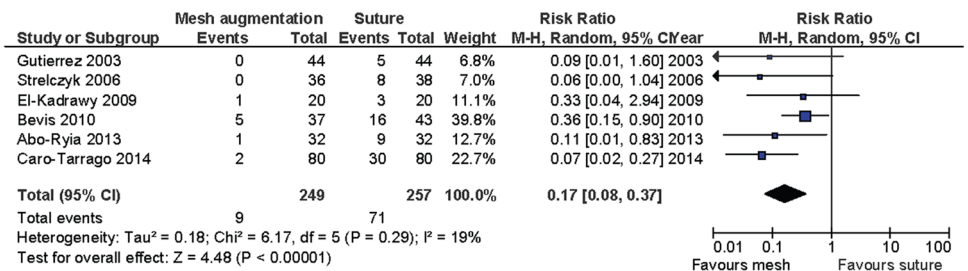 Mesh augmentation Suture Risk Ratio Risk Ratio
Study or Subgroup Events Total Events Total Weight M-H, Random, 95% CI Year M-H, Random, 95% CI
Gutierrez 2003 0 44 5 44 6.8% 0.09 [0.01, 1.60] 2003
Strelczyk 2006 0 36 8 38 7.0% 0.06 [0.00, 1.04] 2006
El-Kadrawy 2009 1 20 3 20 11.1% 0.33 [0.04, 2.94] 2009
Bevis 2010 5 37 16 43 39.8% 0.36 [0.15, 0.90] 2010
Abo-Ryia 2013 1 32 9 32 12.7% 0.11 [0.01, 0.83] 2013
Caro-Tarrago 2014 2 80 30 80 22.7% 0.07 [0.02, 0.27] 2014
Total (95% CI) 249 257 100.0% 0.17 [0.08, 0.37]
Total events 9 71
Heterogeneity: Tau² = 0.18; Chi² = 6.17, df = 5 (P = 0.29); I² = 19%
Test for overall effect: Z = 4.48 (P < 0.00001)
0.01 0.1 1 10 100
Favours mesh Favours suture